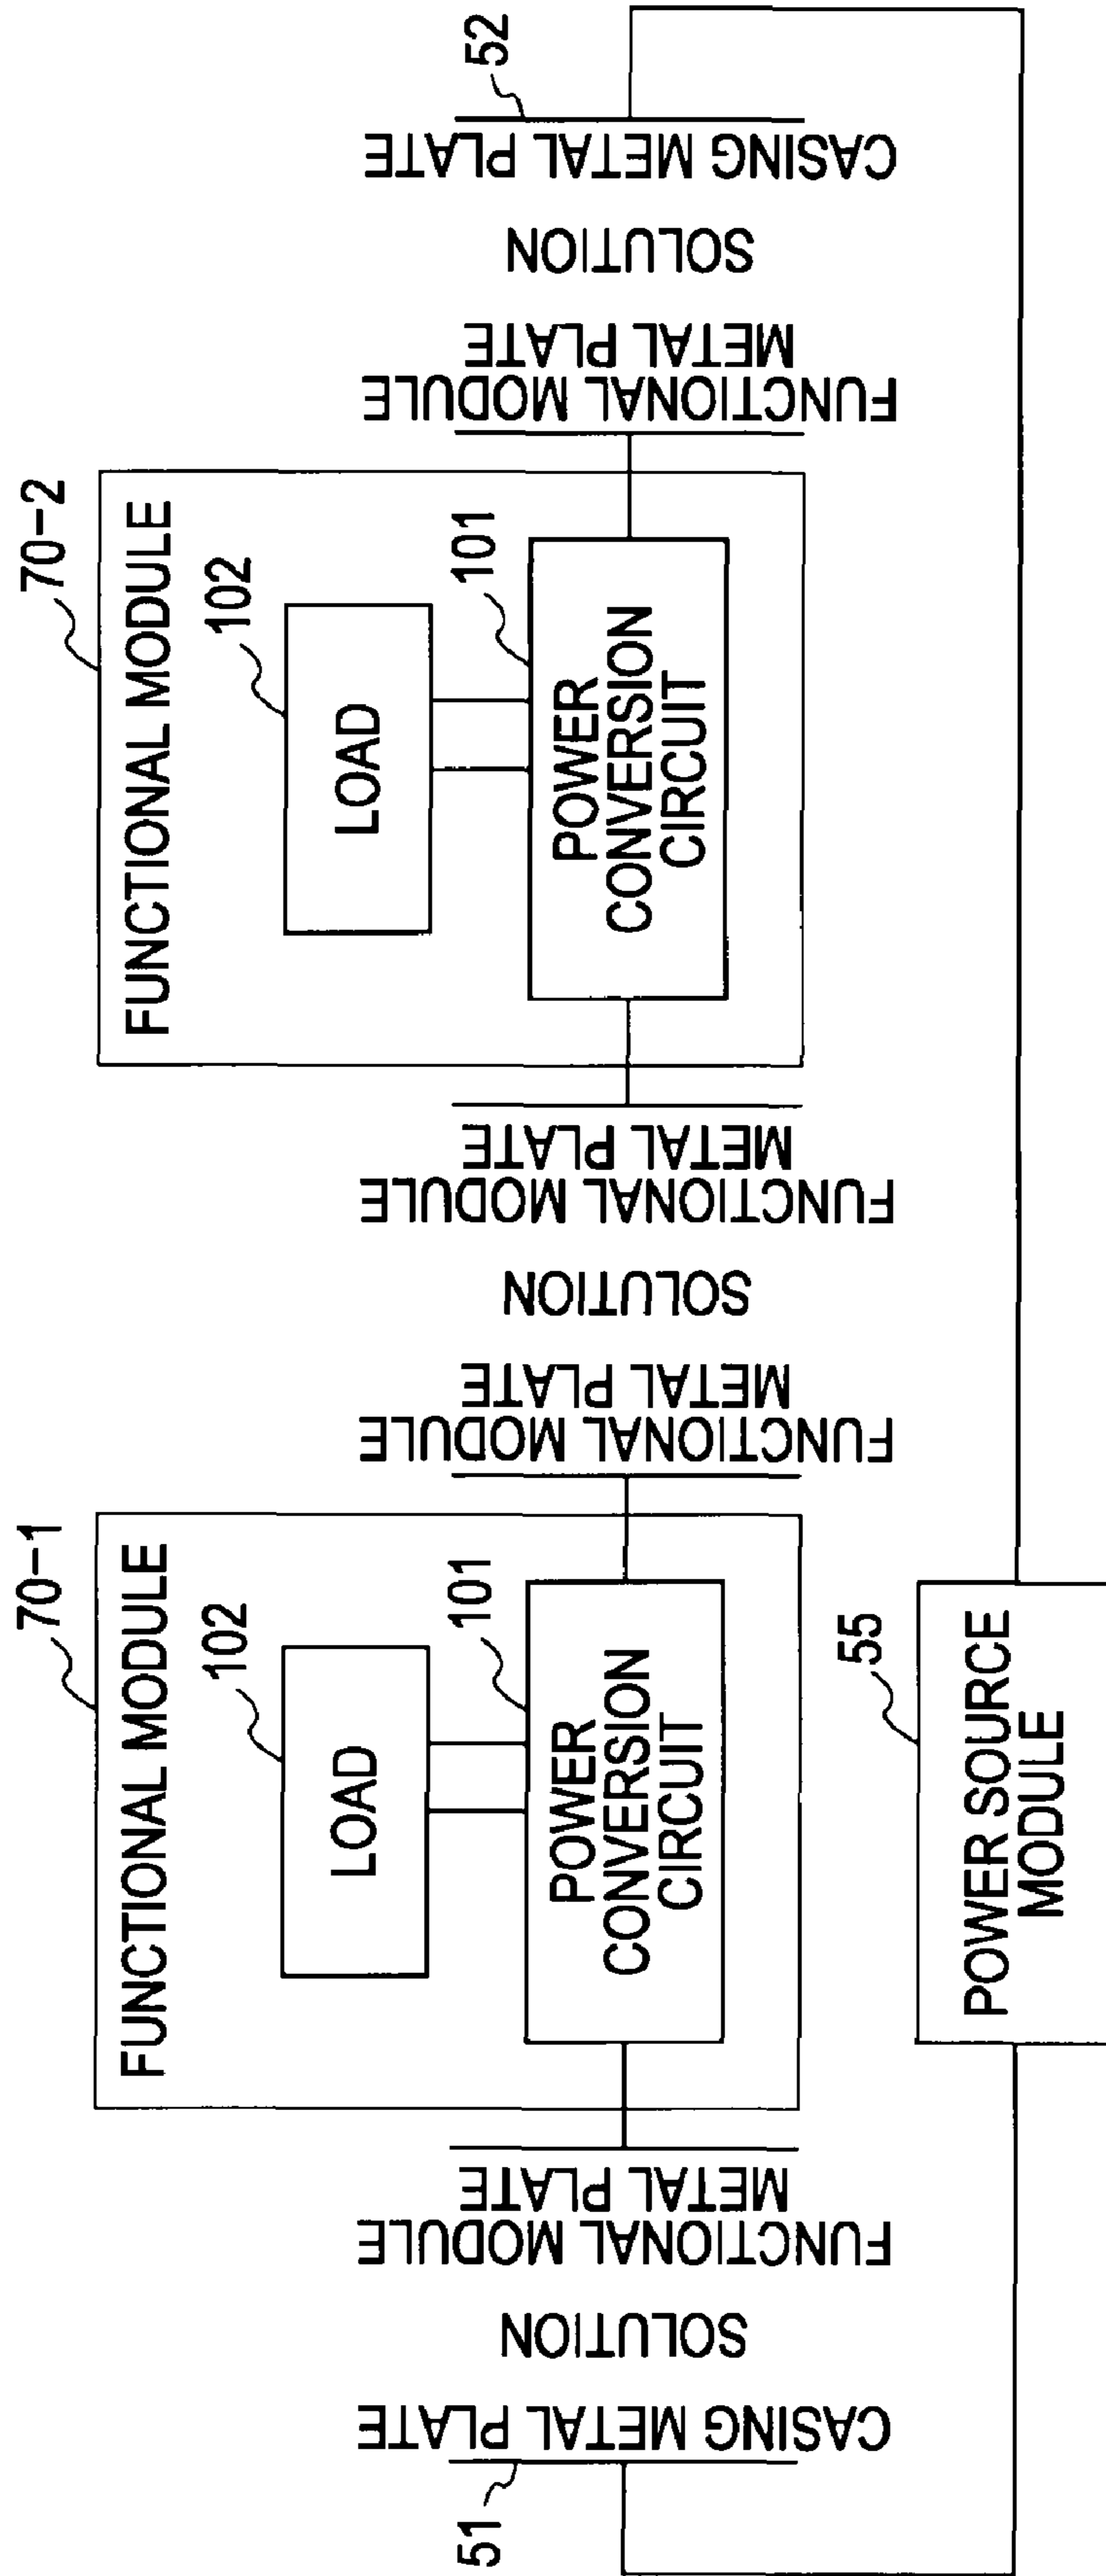 70-1
FUNCTIONAL MODULE
102
LOAD
101
POWER
CONVERSION
CIRCUIT
70-2
FUNCTIONAL MODULE
102
LOAD
101
POWER
CONVERSION
CIRCUIT
51
CASING METAL PLATE
SOLUTION
FUNCTIONAL MODULE
METAL PLATE
FUNCTIONAL MODULE
METAL PLATE
SOLUTION
FUNCTIONAL MODULE
METAL PLATE
FUNCTIONAL MODULE
METAL PLATE
SOLUTION
CASING METAL PLATE
52
55
POWER SOURCE
MODULE